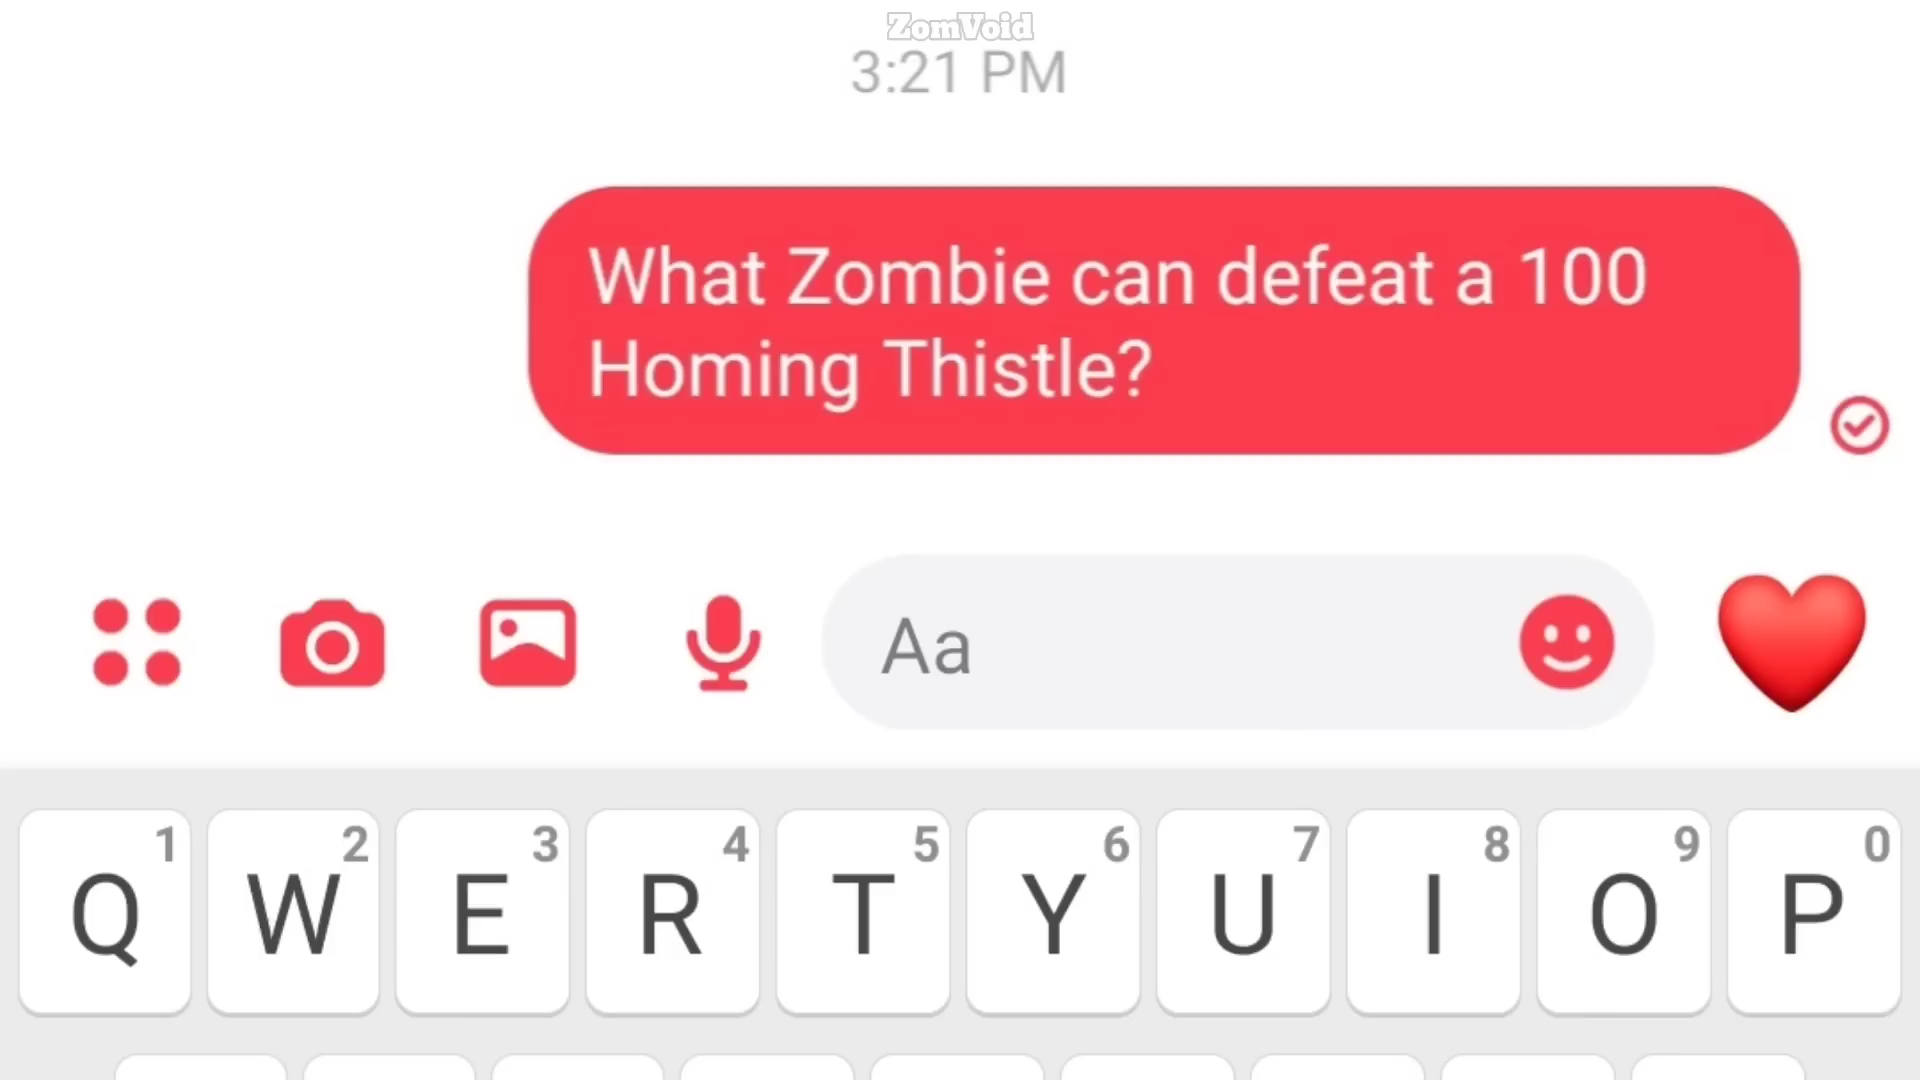 ZomVoid
3:21 PM
What Zombie can defeat a 100
Homing Thistle?
Aa
1 2 3 4 5 6 7 8 9 0
Q W E R T Y U I O P